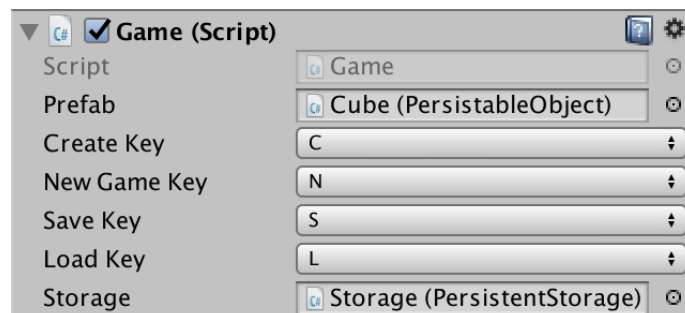 Game (Script)
Script Game
Prefab Cube (PersistableObject)
Create Key C
New Game Key N
Save Key S
Load Key L
Storage Storage (PersistentStorage)